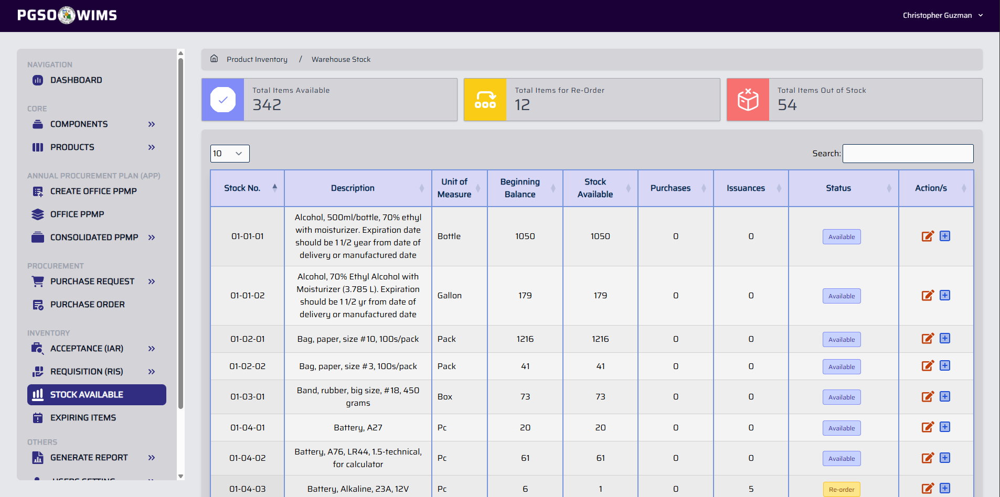 PGSO WIMS
Christopher Guzman
NAVIGATION
DASHBOARD
CORE
COMPONENTS
PRODUCTS
ANNUAL PROCUREMENT PLAN (APP)
CREATE OFFICE PPMP
OFFICE PPMP
CONSOLIDATED PPMP
PROCUREMENT
PURCHASE REQUEST
PURCHASE ORDER
INVENTORY
ACCEPTANCE (IAR)
REQUISITION (RIS)
STOCK AVAILABLE
EXPIRING ITEMS
OTHERS
GENERATE REPORT
USERS SETTING
Product Inventory / Warehouse Stock
Total Items Available
342
Total Items for Re-Order
12
Total Items Out of Stock
54
10
Search:
Stock No.
Description
Unit of
Measure
Beginning
Balance
Stock
Available
Purchases
Issuances
Status
Action/s
01-01-01
Alcohol, 500ml/bottle, 70% ethyl
with moisturizer. Expiration date
should be 1 1/2 year from date of
delivery or manufactured date
Bottle
1050
1050
0
0
Available
01-01-02
Alcohol, 70% Ethyl Alcohol with
Moisturizer (3.785 L). Expiration
should be 1 1/2 yr from date of
delivery or manufactured date
Gallon
179
179
0
0
Available
01-02-01
Bag, paper, size #10, 100s/pack
Pack
1216
1216
0
0
Available
01-02-02
Bag, paper, size #3, 100s/pack
Pack
41
41
0
0
Available
01-03-01
Band, rubber, big size, #18, 450
grams
Box
73
73
0
0
Available
01-04-01
Battery, A27
Pc
20
20
0
0
Available
01-04-02
Battery, A76, LR44, 1.5-technical,
for calculator
Pc
61
61
0
0
Available
01-04-03
Battery, Alkaline, 23A, 12V
Pc
6
1
0
5
Re-order